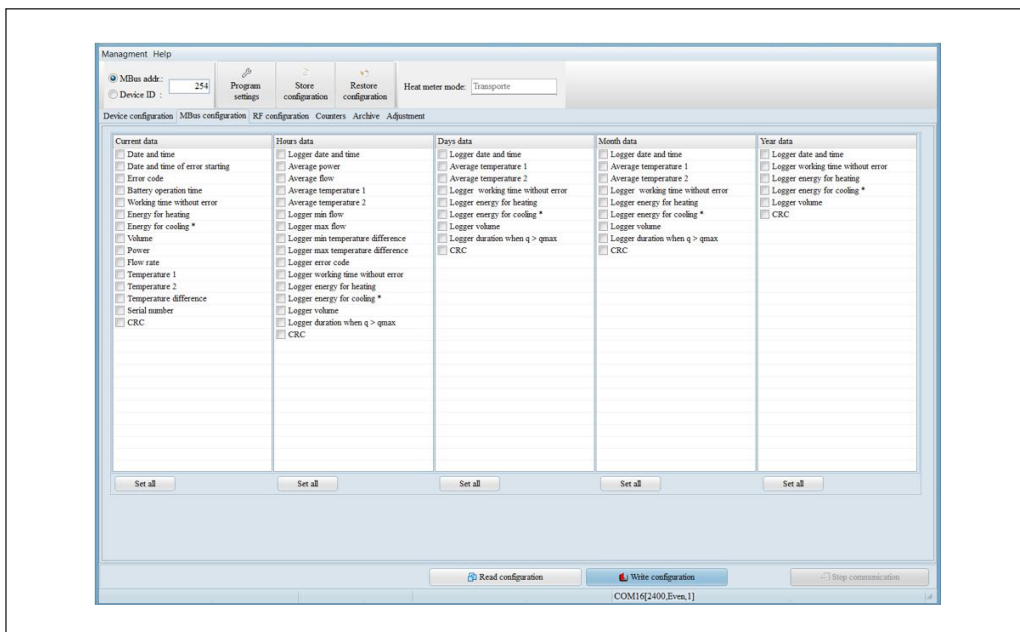 Managment Help
MBus addr.:
Device ID :
254
Program settings
Store configuration
Restore configuration
Heat meter mode: Transporte
Device configuration MBus configuration RF configuration Counters Archive Adjustment
Current data
Date and time
Date and time of error starting
Error code
Battery operation time
Working time without error
Energy for heating
Energy for cooling *
Volume
Power
Flow rate
Temperature 1
Temperature 2
Temperature difference
Serial number
CRC
Set all
Hours data
Logger date and time
Average power
Average flow
Average temperature 1
Average temperature 2
Logger min flow
Logger max flow
Logger min temperature difference
Logger max temperature difference
Logger error code
Logger working time without error
Logger energy for heating
Logger energy for cooling *
Logger volume
Logger duration when q > qmax
CRC
Set all
Days data
Logger date and time
Average temperature 1
Average temperature 2
Logger working time without error
Logger energy for heating
Logger energy for cooling *
Logger volume
Logger duration when q > qmax
CRC
Set all
Month data
Logger date and time
Average temperature 1
Average temperature 2
Logger working time without error
Logger energy for heating
Logger energy for cooling *
Logger volume
Logger duration when q > qmax
CRC
Set all
Year data
Logger date and time
Logger working time without error
Logger energy for heating
Logger energy for cooling *
Logger volume
CRC
Set all
Read configuration
Write configuration
Stop communication
COM16[2400,Even,1]